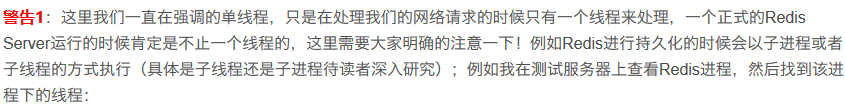 警告1：这里我们一直在强调的单线程，只是在处理我们的网络请求的时候只有一个线程来处理，一个正式的Redis
Server运行的时候肯定是不止一个线程的，这里需要大家明确的注意一下！例如Redis进行持久化的时候会以子进程或者
子线程的方式执行（具体是子线程还是子进程待读者深入研究）；例如我在测试服务器上查看Redis进程，然后找到该进
程下的线程：